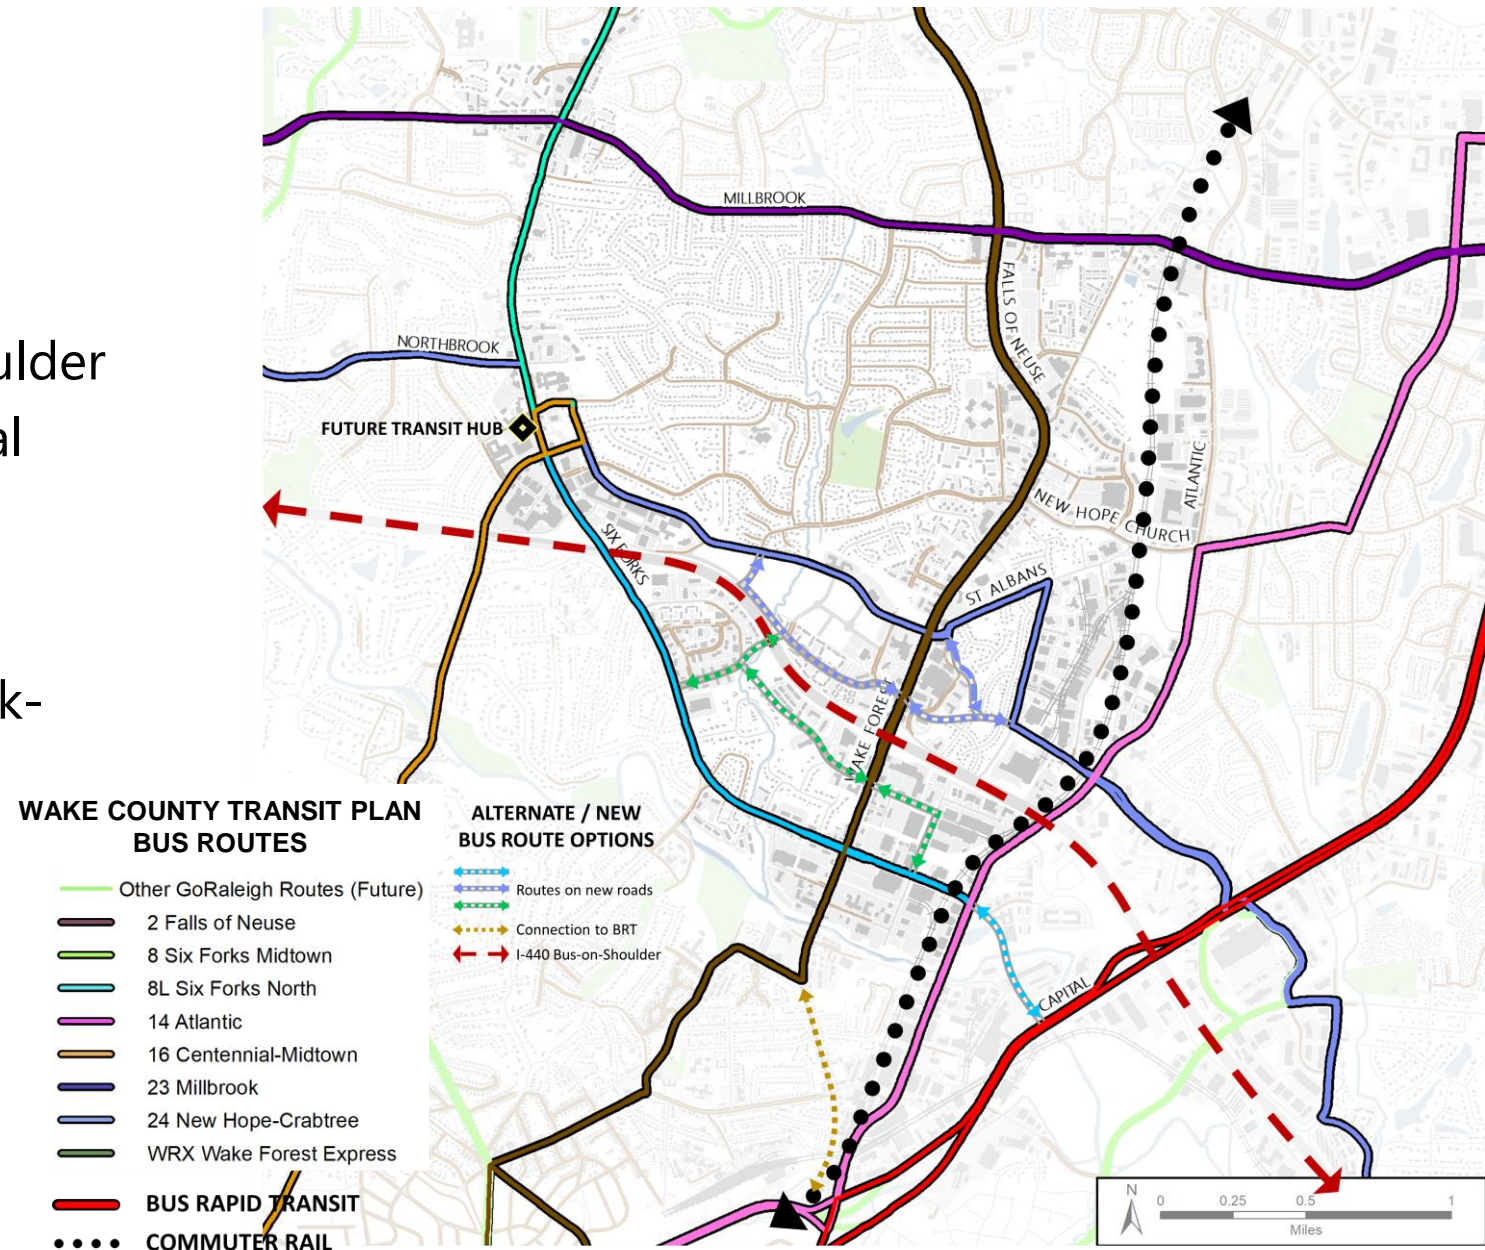 ulder
al
k-
MILLBROOK
FALLS OF NEUSE
NORTHBROOK
FUTURE TRANSIT HUB
ATLANTIC
NEW HOPE CHURCH
SIX FORKS
ST ALBANS
WAKE FOREST
CAPITAL
WAKE COUNTY TRANSIT PLAN
BUS ROUTES
Other GoRaleigh Routes (Future)
2 Falls of Neuse
8 Six Forks Midtown
8L Six Forks North
14 Atlantic
16 Centennial-Midtown
23 Millbrook
24 New Hope-Crabtree
WRX Wake Forest Express
BUS RAPID TRANSIT
COMMUTER RAIL
ALTERNATE / NEW
BUS ROUTE OPTIONS
Routes on new roads
Connection to BRT
I-440 Bus-on-Shoulder
N
0 0.25 0.5 1
Miles